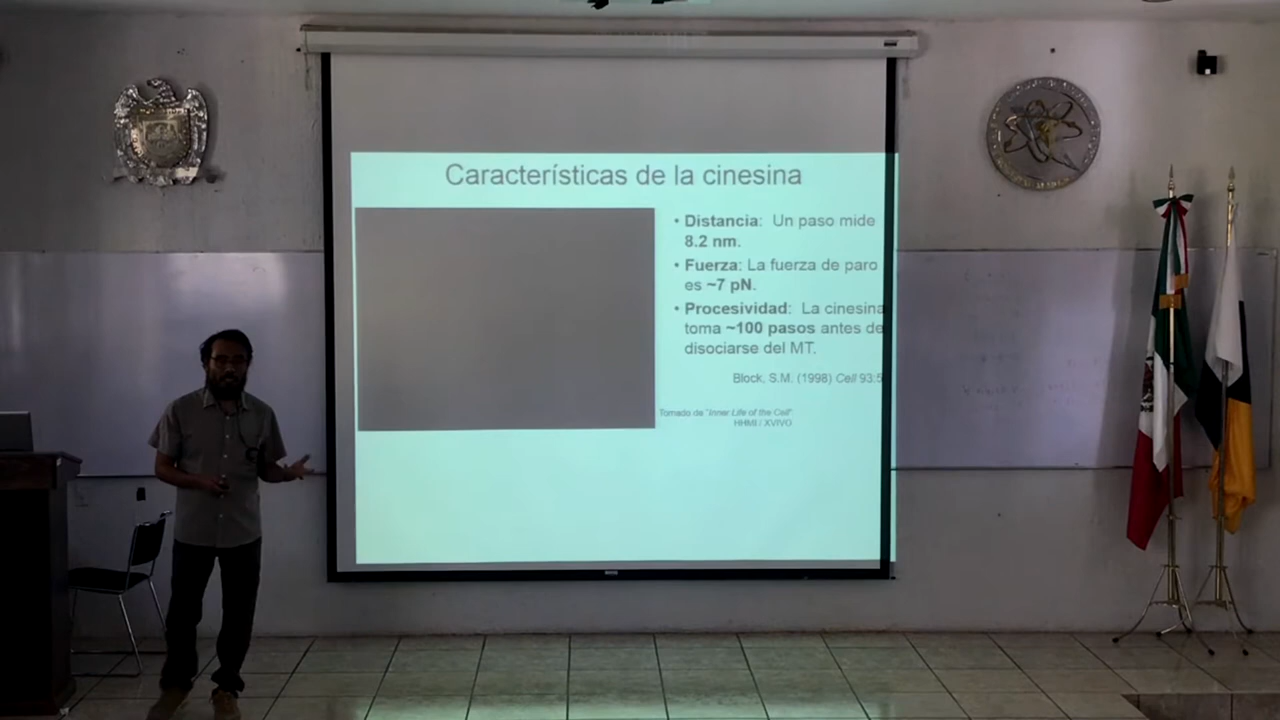 Características de la cinesina
• Distancia: Un paso mide
8.2 nm.
• Fuerza: La fuerza de paro
es ~7 pN.
• Procesividad: La cinesina
toma ~100 pasos antes de
disociarse del MT.
Block, S.M. (1998) Cell 93:5
Tomado de "Inner Life of the Cell"
HHMI / XVIVO